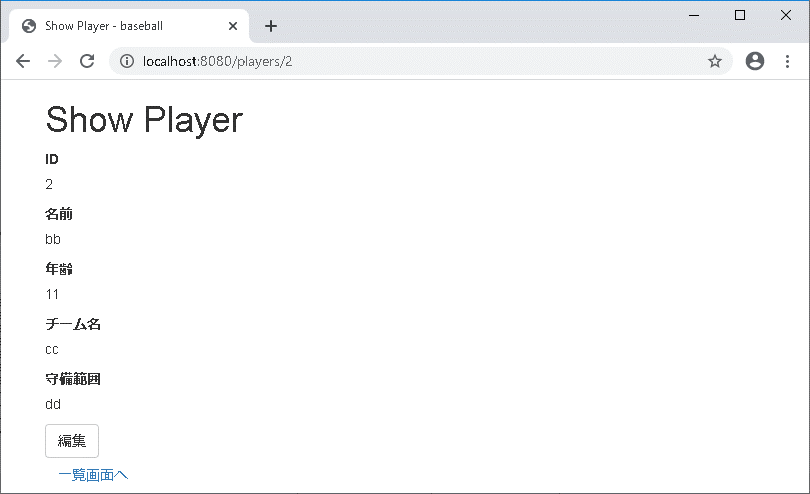 Show Player - baseball
localhost:8080/players/2
Show Player
ID
2
名前
bb
年齢
11
チーム名
cc
守備範囲
dd
編集
一覧画面へ